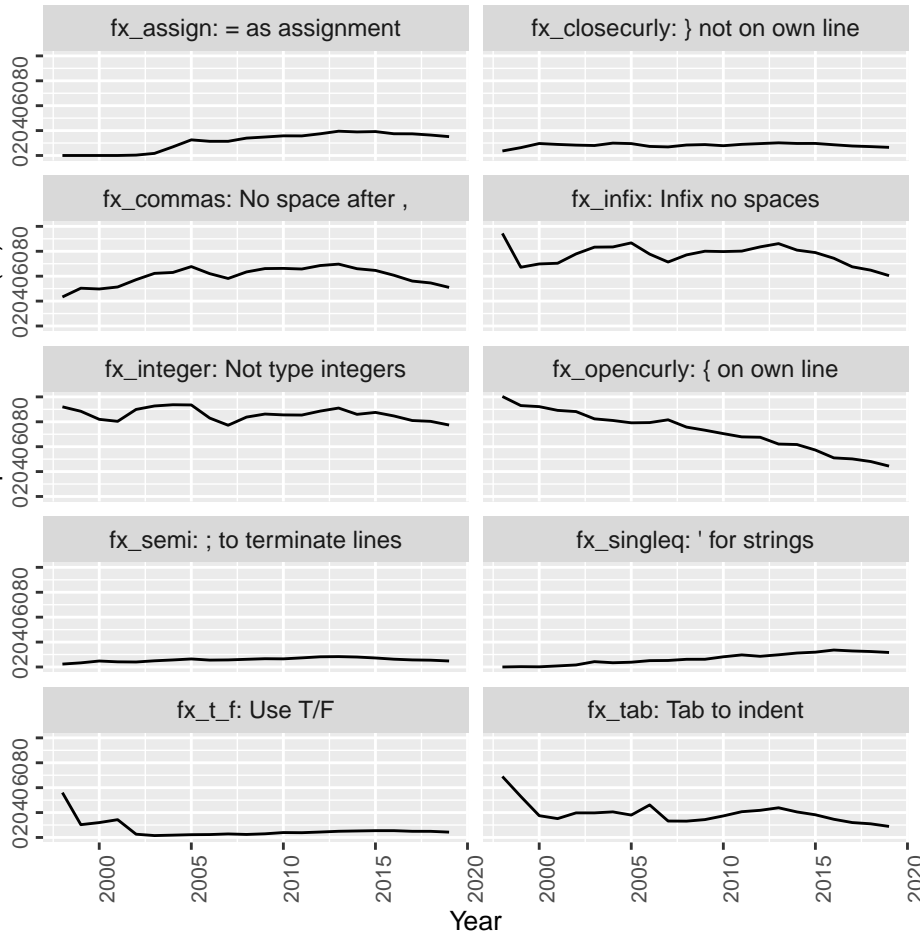 fx_assign: = as assignment
fx_closecurly: } not on own line
020406080
fx_commas: No space after ,
fx_infix: Infix no spaces
020406080
fx_integer: Not type integers
fx_opencurly: { on own line
020406080
fx_semi: ; to terminate lines
fx_singleq: ' for strings
020406080
fx_t_f: Use T/F
fx_tab: Tab to indent
020406080
2000 2005 2010 2015 2020 2000 2005 2010 2015 2020
Year